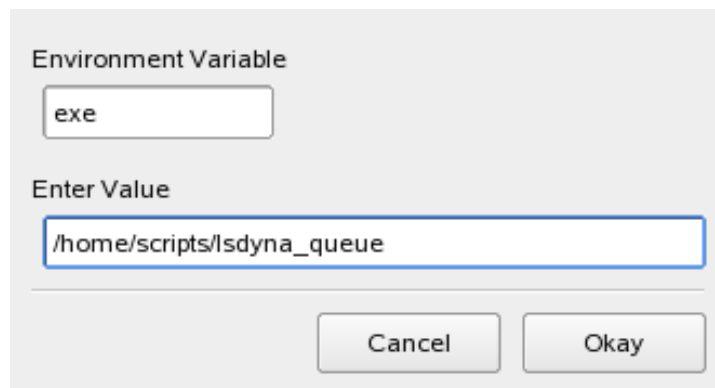 Environment Variable
exe
Enter Value
/home/scripts/lsdyna_queue
Cancel Okay